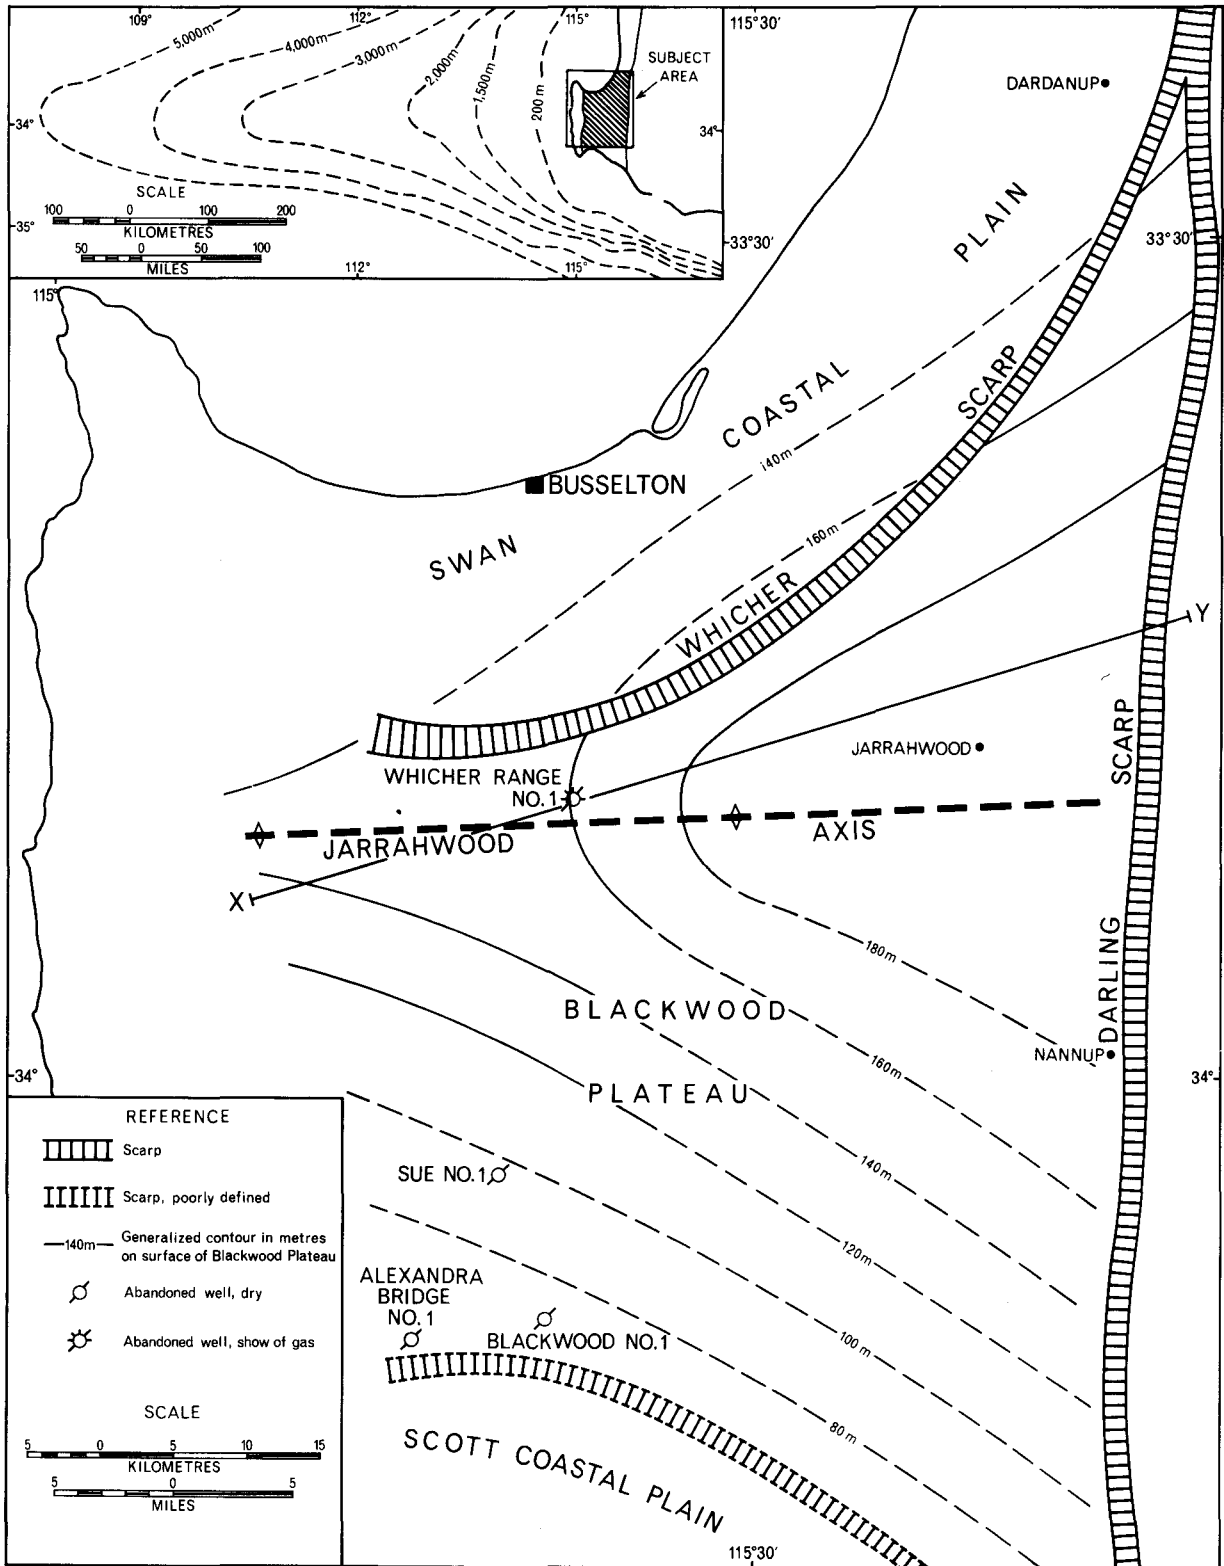 109°
112°
115°
115°30'
5,000m
4,000m
3,000m
2,000m
1,500m
200 m
SUBJECT
AREA
DARDANUP
34°
34°
SCALE
100 0 100 200
KILOMETRES
50 0 50 100
MILES
35°
112°
115°
33°30'
33°30'
115°
PLAIN
COASTAL
SWAN
SCARP
WHICHER
140m
160m
BUSSELTON
Y
JARRAHWOOD
SCARP
DARLING
WHICHER RANGE
NO.1
JARRAHWOOD
AXIS
X
180m
BLACKWOOD
PLATEAU
NANNUP
160m
34°
34°
140m
120m
100m
80 m
SUE NO.1
ALEXANDRA
BRIDGE
NO. 1
BLACKWOOD NO.1
SCOTT COASTAL PLAIN
REFERENCE
Scarp
Scarp, poorly defined
140m
Generalized contour in metres
on surface of Blackwood Plateau
Abandoned well, dry
Abandoned well, show of gas
SCALE
5 0 5 10 15
KILOMETRES
5 0 5
MILES
115°30'